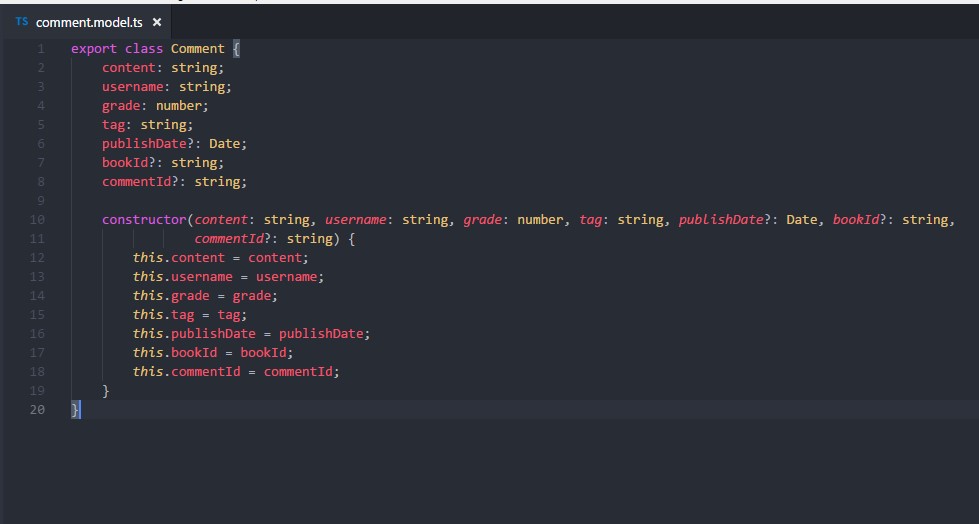 TS comment.model.ts ×
1 export class Comment {
2     content: string;
3     username: string;
4     grade: number;
5     tag: string;
6     publishDate?: Date;
7     bookId?: string;
8     commentId?: string;
9
10     constructor(content: string, username: string, grade: number, tag: string, publishDate?: Date, bookId?: string,
11                 commentId?: string) {
12         this.content = content;
13         this.username = username;
14         this.grade = grade;
15         this.tag = tag;
16         this.publishDate = publishDate;
17         this.bookId = bookId;
18         this.commentId = commentId;
19     }
20 }